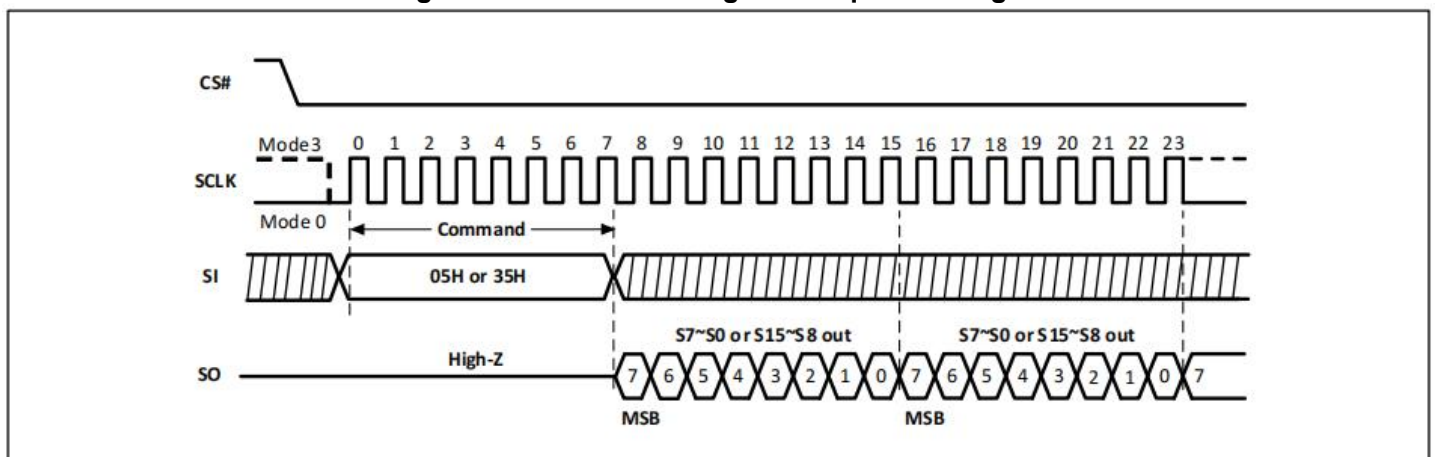 CS#
Mode3 0 1 2 3 4 5 6 7 8 9 10 11 12 13 14 15 16 17 18 19 20 21 22 23
SCLK
Mode 0
Command
SI
05H or 35H
S7~S0 or S15~S8 out S7~S0 or S15~S8 out
High-Z
SO
7 6 5 4 3 2 1 0 7 6 5 4 3 2 1 0 7
MSB MSB